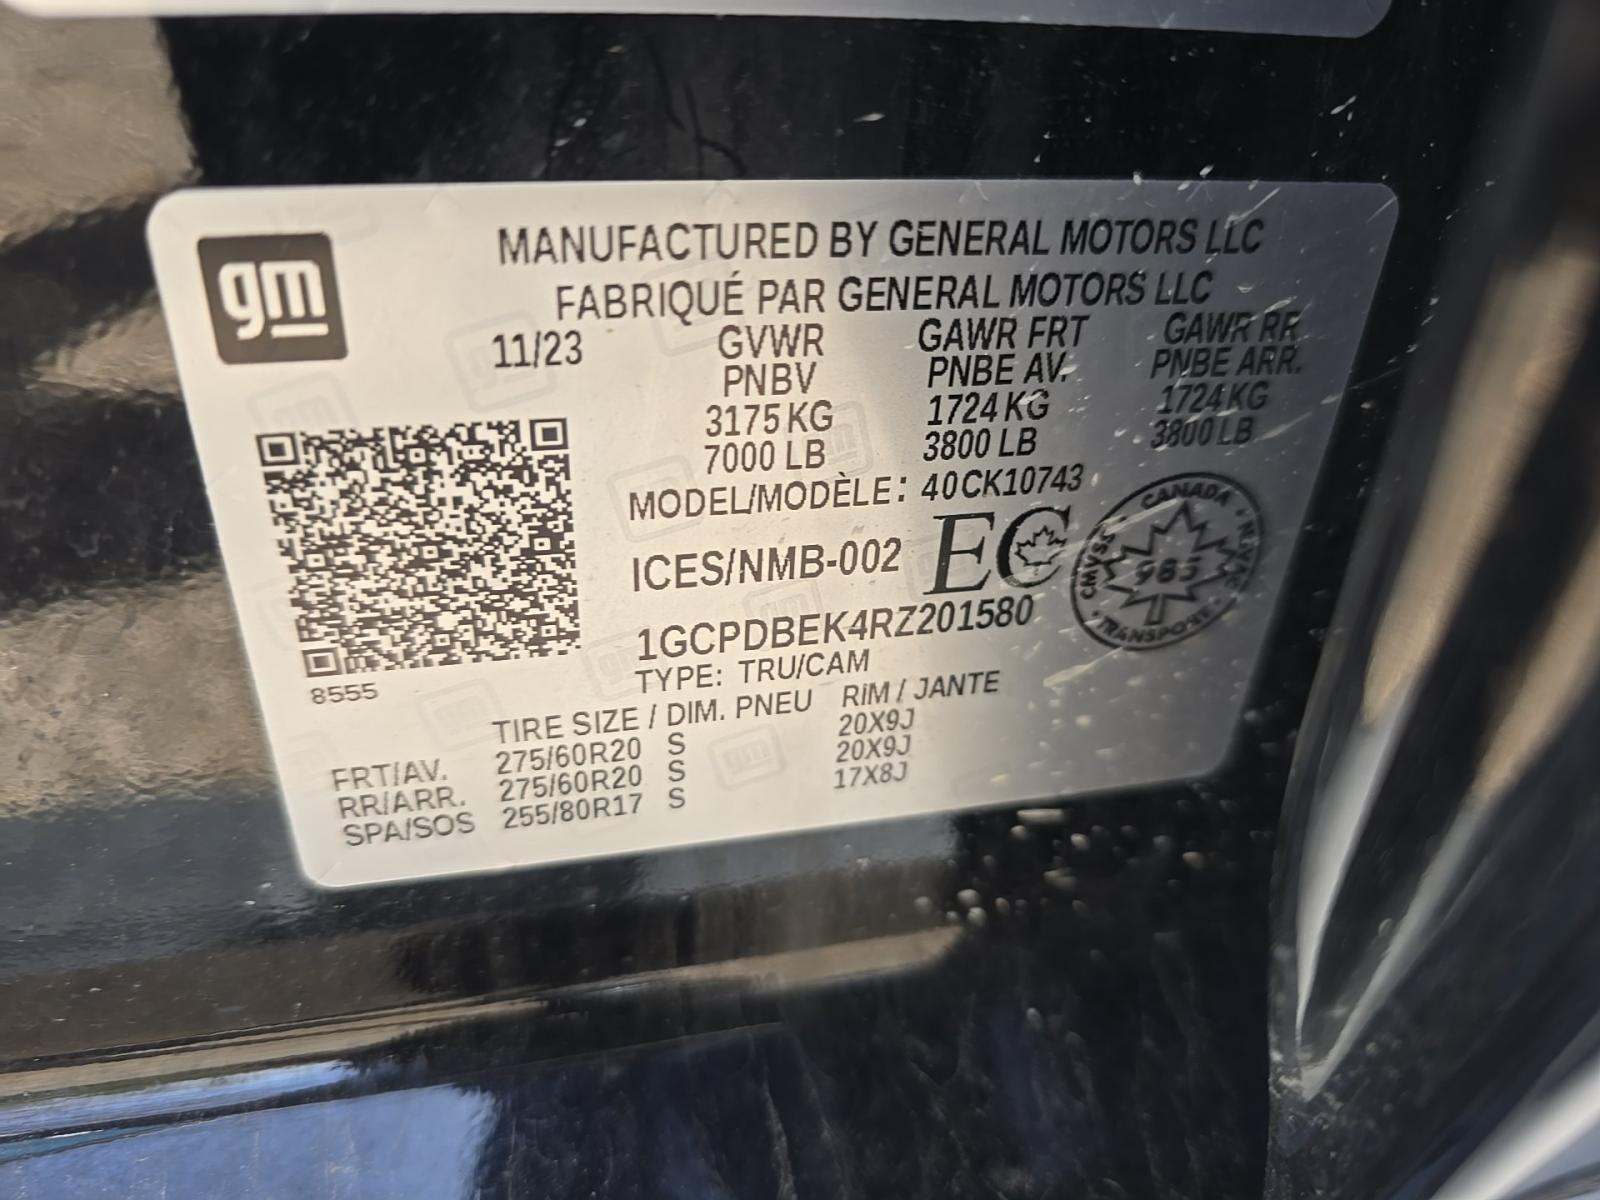 gm
MANUFACTURED BY GENERAL MOTORS LLC
FABRIQUÉ PAR GENERAL MOTORS LLC
11/23 GVWR GAWR FRT GAWR RR
PNBV PNBE AV. PNBE ARR.
3175 KG 1724 KG 1724 KG
7000 LB 3800 LB 3800 LB
MODEL/MODÈLE: 40CK10743
ICES/NMB-002 EC
CANADA
CMVSS · NSVAC
985
TRANSPORT
1GCPDBEK4RZ201580
TYPE: TRU/CAM
8555
TIRE SIZE / DIM. PNEU RIM / JANTE
FRT/AV. 275/60R20 S 20X9J
RR/ARR. 275/60R20 S 20X9J
SPA/SOS 255/80R17 S 17X8J